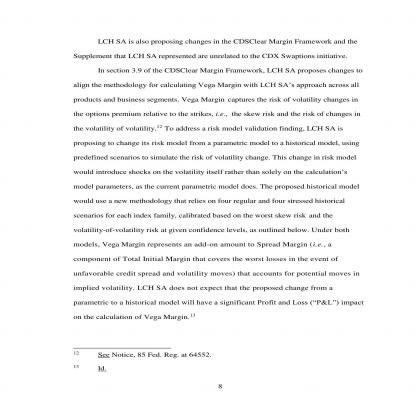 LCH SA is also proposing changes in the CDSClear Margin Framework and the
Supplement that LCH SA represented are unrelated to the CDX Swaptions initiative.
In section 3.9 of the CDSClear Margin Framework, LCH SA proposes changes to
align the methodology for calculating Vega Margin with LCH SA's approach across all
products and business segments. Vega Margin captures the risk of volatility changes in
the options premium relative to the strikes, i.e., the skew risk and the risk of changes in
the volatility of volatility.12 To address a risk model validation finding, LCH SA is
proposing to change its risk model from a parametric model to a historical model, using
predefined scenarios to simulate the risk of volatility change. This change in risk model
would introduce shocks on the volatility itself rather than solely on the calculation's
model parameters, as the current parametric model does. The proposed historical model
would use a new methodology that relies on four regular and four stressed historical
scenarios for each index family, calibrated based on the worst skew risk and the
volatility-of-volatility risk at given confidence levels, as outlined below. Under both
models, Vega Margin represents an add-on amount to Spread Margin (i.e., a
component of Total Initial Margin that covers the worst losses in the event of
unfavorable credit spread and volatility moves) that accounts for potential moves in
implied volatility. LCH SA does not expect that the proposed change from a
parametric to a historical model will have a significant Profit and Loss ("P&L") impact
on the calculation of Vega Margin.13
12 See Notice, 85 Fed. Reg. at 64552.
13 Id.
8